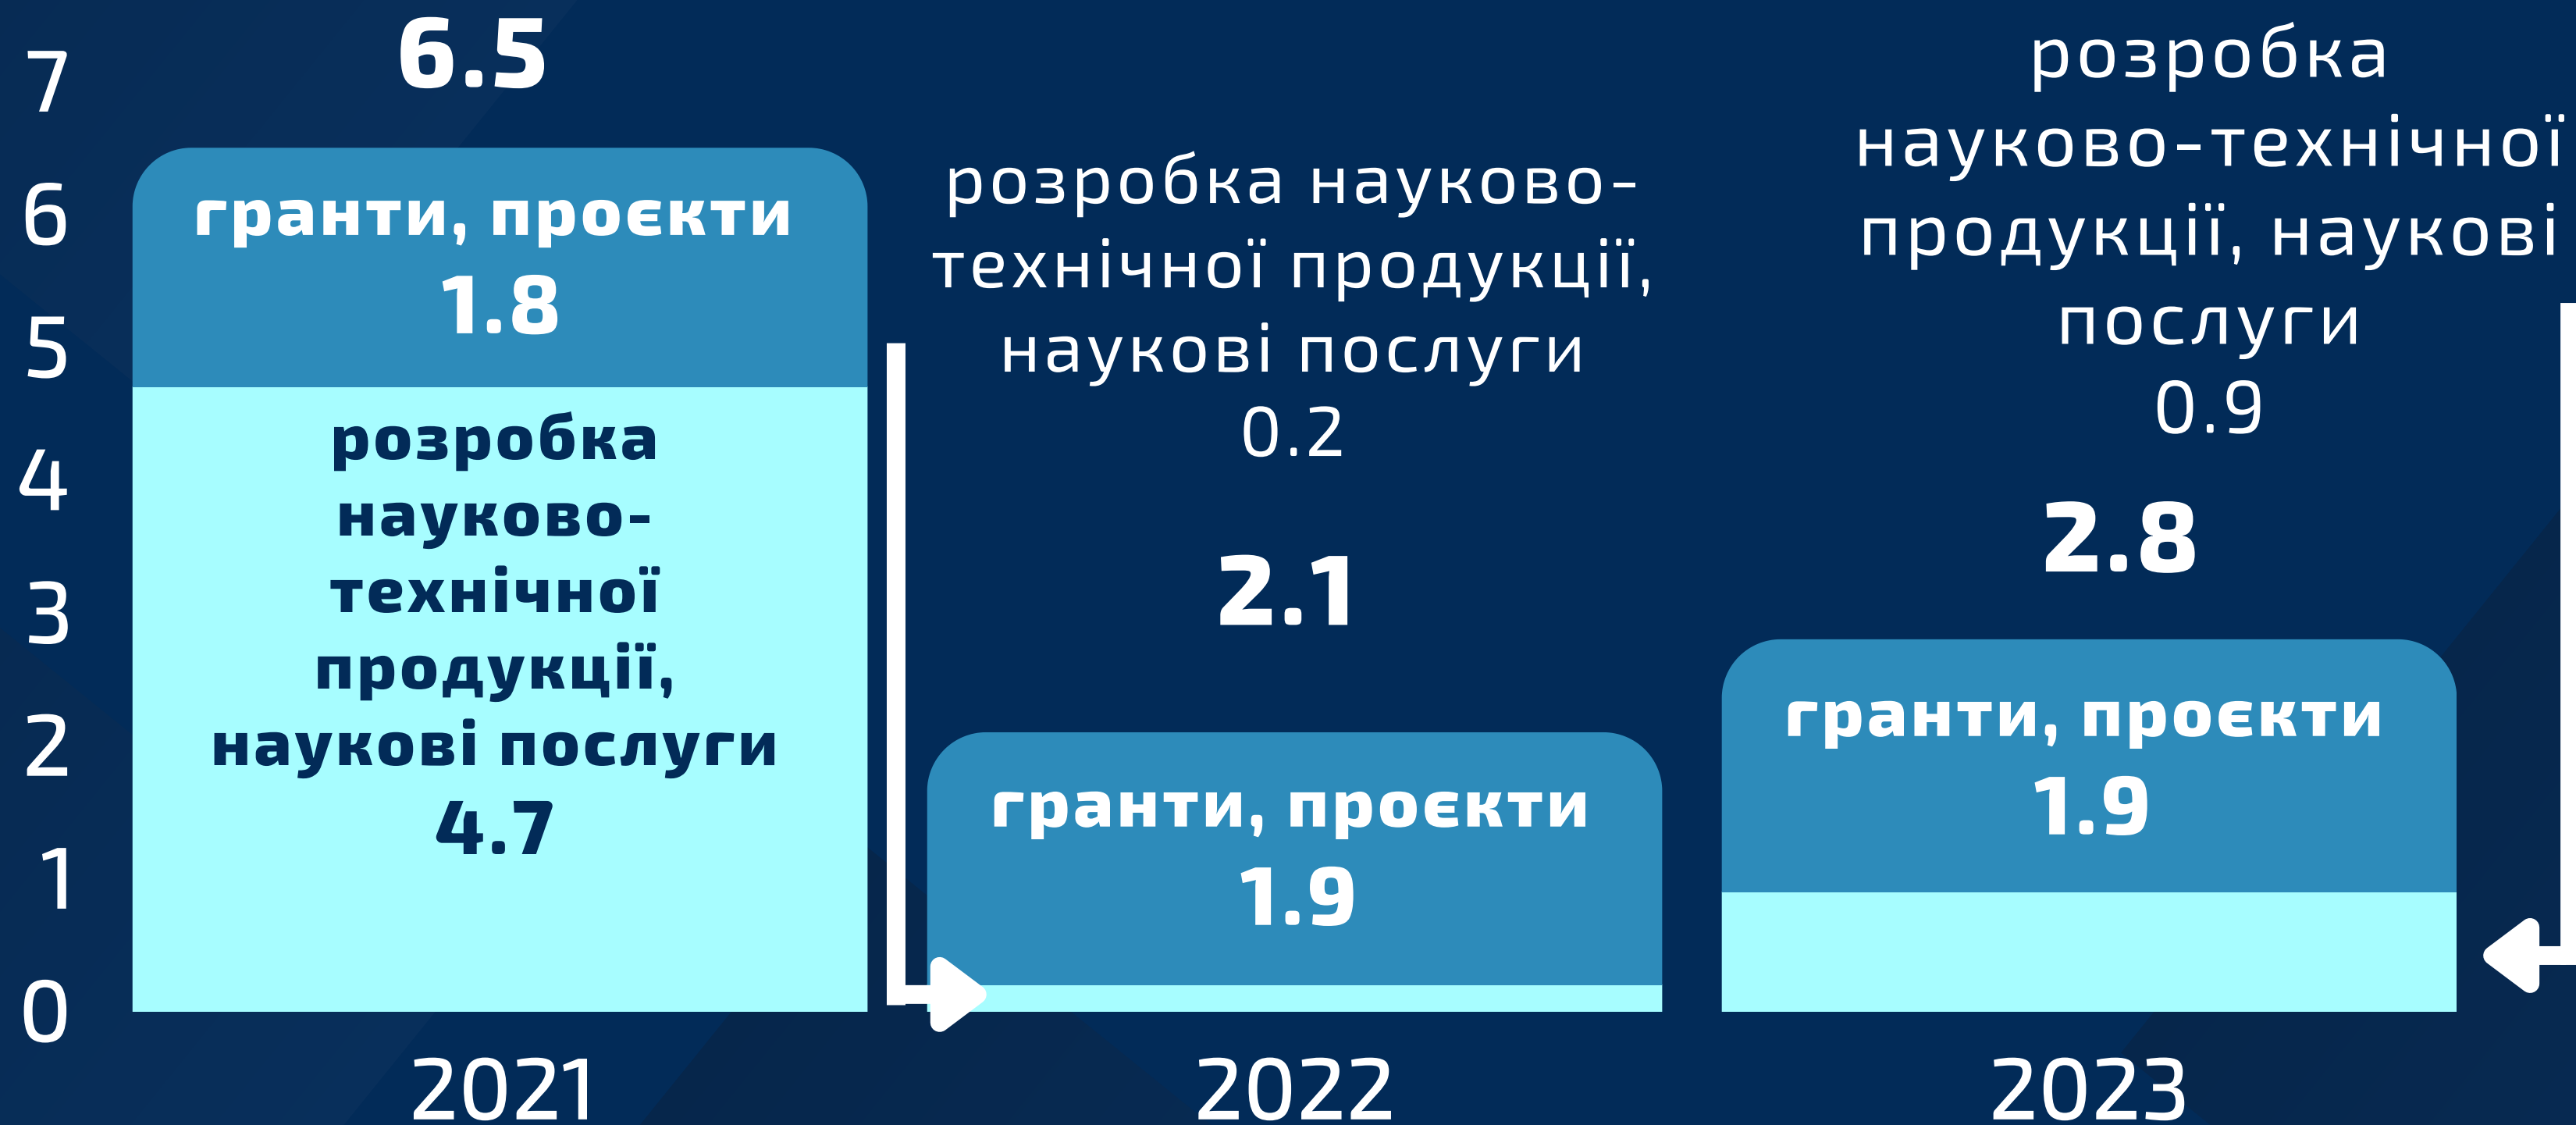 7
6
5
4
3
2
1
0
6.5
гранти, проєкти
1.8
розробка
науково-
технічної
продукції,
наукові послуги
4.7
2021
розробка науково-
технічної продукції,
наукові послуги
0.2
2.1
гранти, проєкти
1.9
2022
розробка
науково-технічної
продукції, наукові
послуги
0.9
2.8
гранти, проєкти
1.9
2023